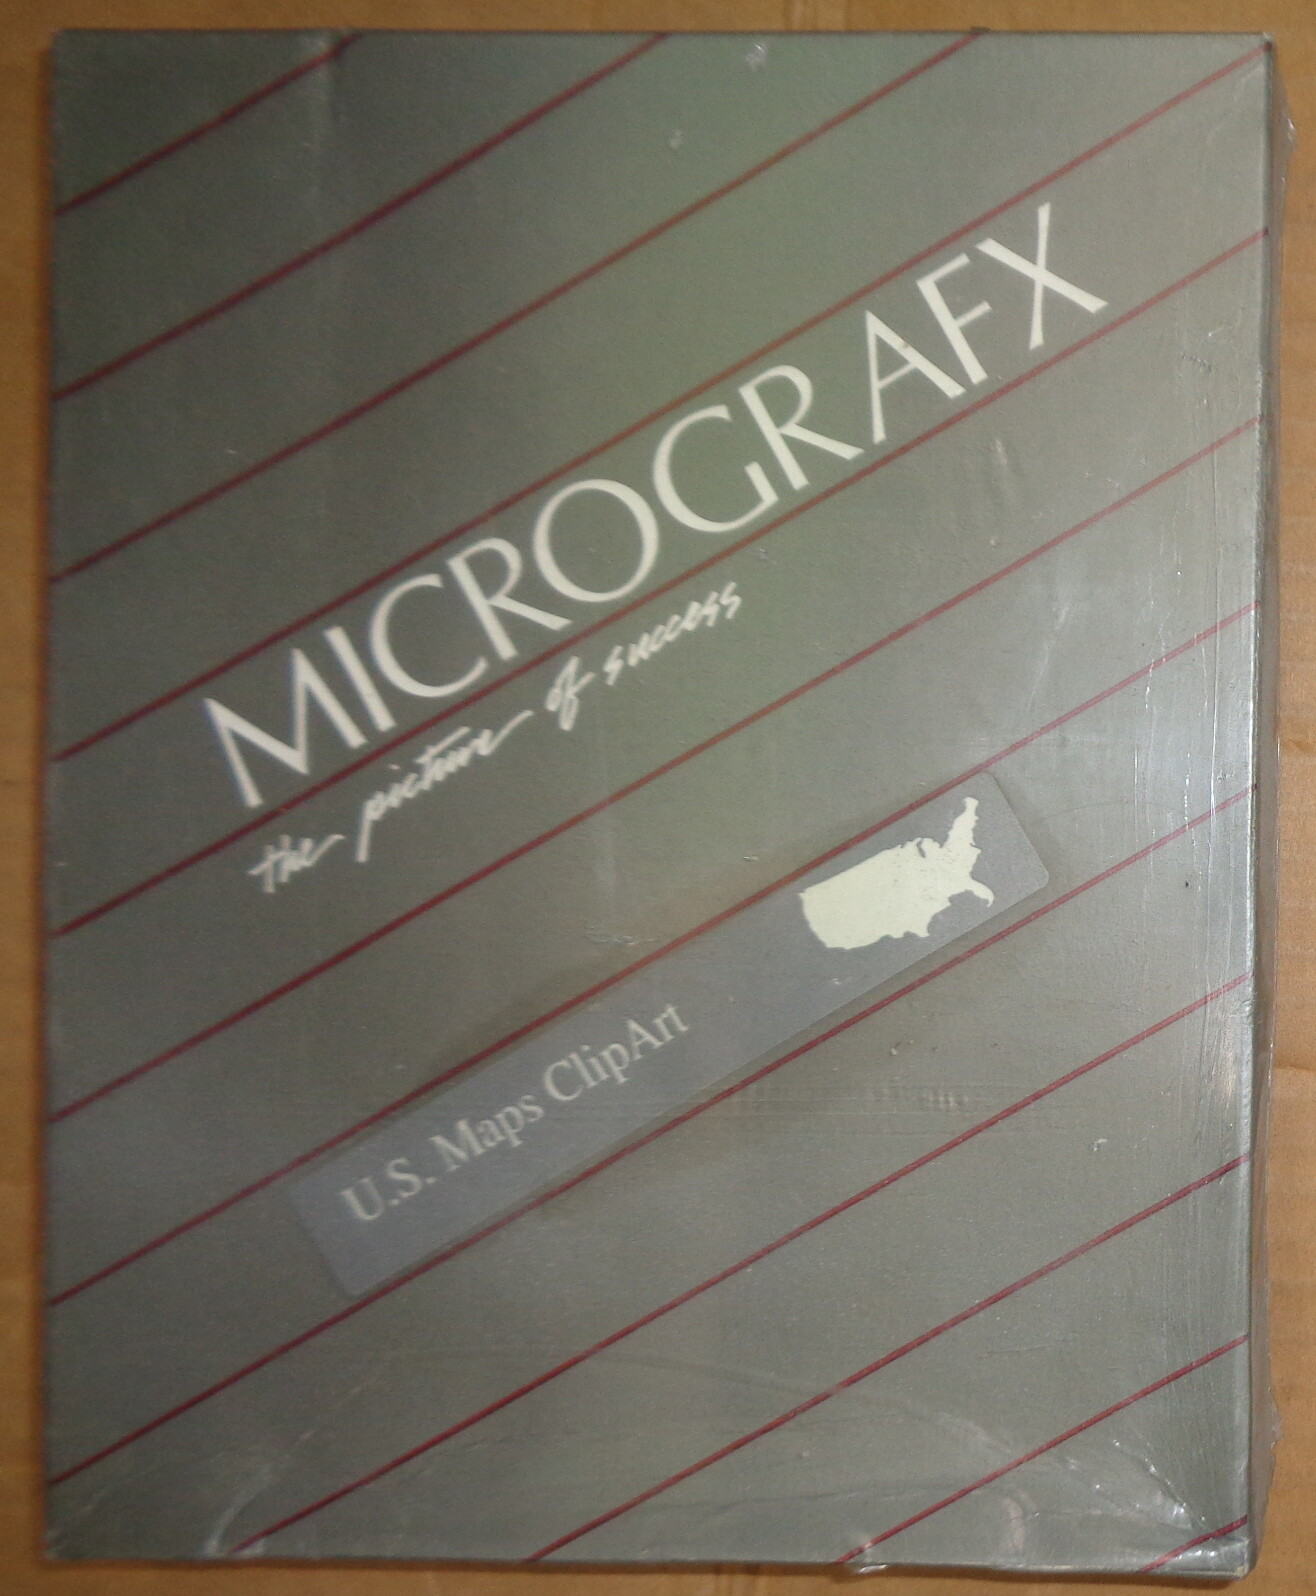 MICROGRAFX
the picture of success
U.S. Maps ClipArt